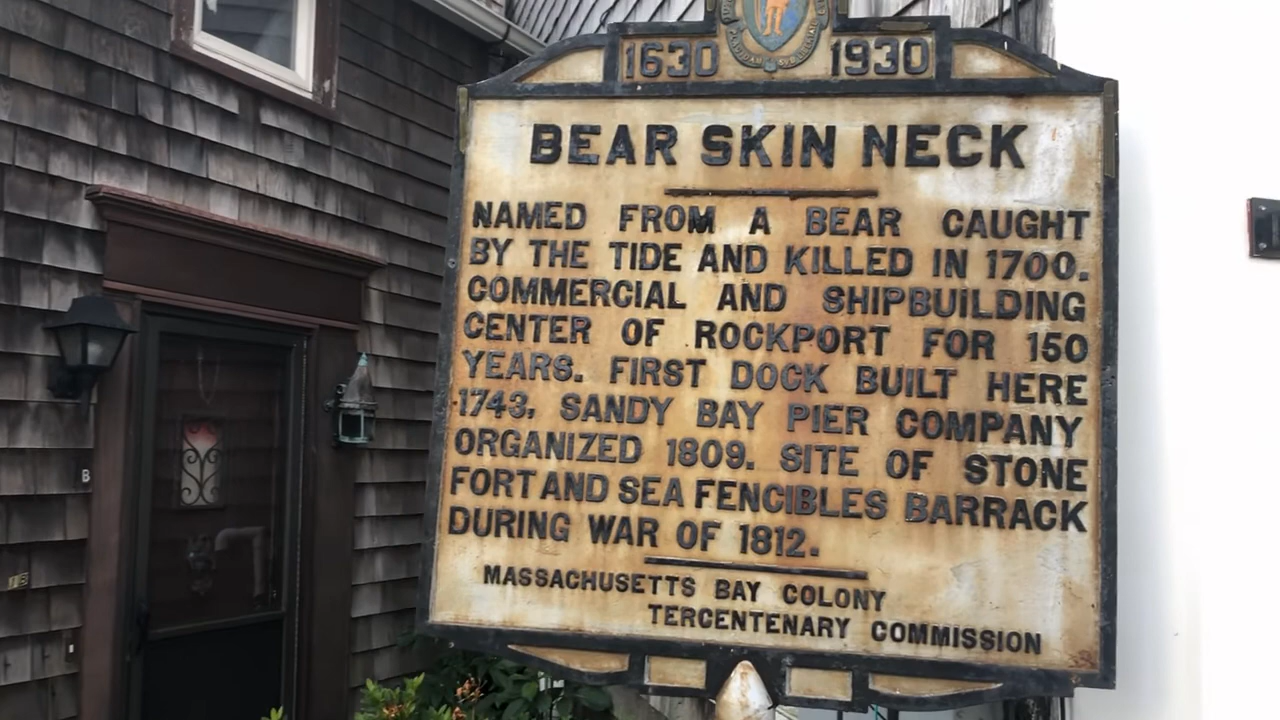 1630 1930
BEAR SKIN NECK
NAMED FROM A BEAR CAUGHT
BY THE TIDE AND KILLED IN 1700.
COMMERCIAL AND SHIPBUILDING
CENTER OF ROCKPORT FOR 150
YEARS. FIRST DOCK BUILT HERE
1743. SANDY BAY PIER COMPANY
ORGANIZED 1809. SITE OF STONE
FORT AND SEA FENCIBLES BARRACK
DURING WAR OF 1812.
MASSACHUSETTS BAY COLONY
TERCENTENARY COMMISSION
B